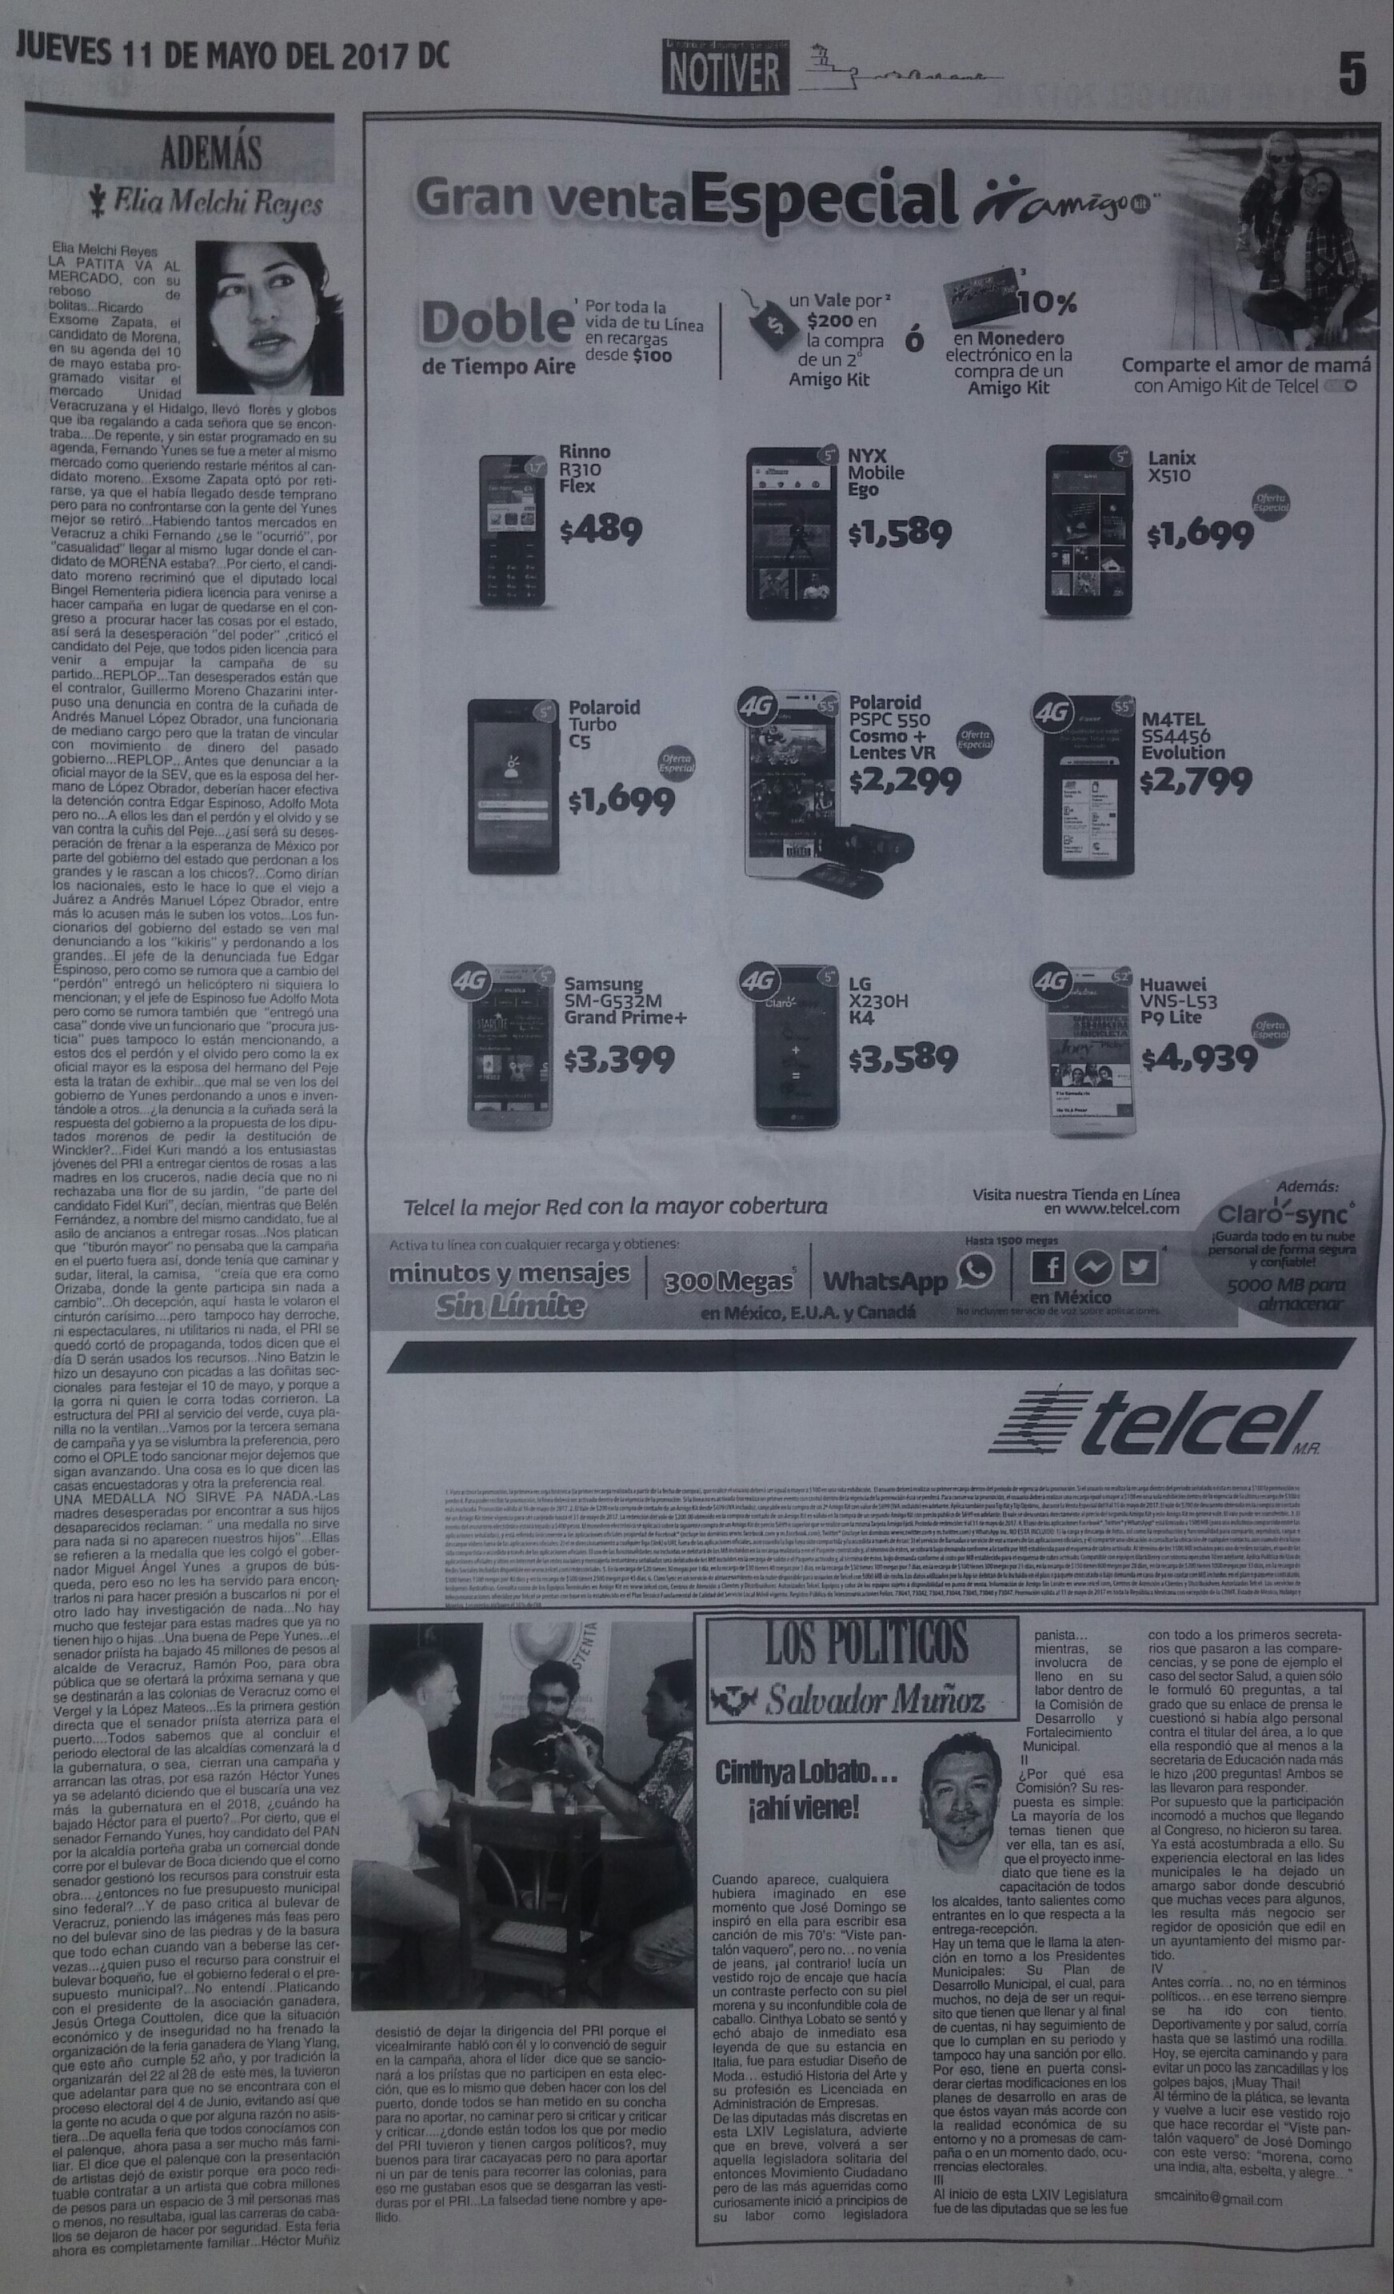 JUEVES 11 DE MAYO DEL 2017 DC
NOTIVER
5
ADEMÁS
Elia Melchi Reyes
Elia Melchi Reyes
LA PATITA VA AL
MERCADO, con su
reboso de
bolitas...Ricardo
Exsome Zapata, el
candidato de Morena,
en su agenda del 10
de mayo estaba pro-
gramado visitar el
mercado Unidad
Veracruzana y el Hidalgo, llevó flores y globos
que iba regalando a cada señora que se encon-
traba....De repente, y sin estar programado en su
agenda, Fernando Yunes se fue a meter al mismo
mercado como queriendo restarle méritos al can-
didato moreno...Exsome Zapata optó por reti-
rarse, ya que el había llegado desde temprano
pero para no confrontarse con la gente del Yunes
mejor se retiró...Habiendo tantos mercados en
Veracruz a chiki Fernando ¿se le "ocurrió", por
"casualidad" llegar al mismo lugar donde el can-
didato de MORENA estaba?...Por cierto, el candi-
dato moreno recriminó que el diputado local
Bingel Rementeria pidiera licencia para venirse a
hacer campaña en lugar de quedarse en el con-
greso a procurar hacer las cosas por el estado,
así será la desesperación "del poder" ,criticó el
candidato del Peje, que todos piden licencia para
venir a empujar la campaña de su
partido...REPLOP...Tan desesperados están que
el contralor, Guillermo Moreno Chazarini inter-
puso una denuncia en contra de la cuñada de
Andrés Manuel López Obrador, una funcionaria
de mediano cargo pero que la tratan de vincular
con movimiento de dinero del pasado
gobierno...REPLOP...Antes que denunciar a la
oficial mayor de la SEV, que es la esposa del her-
mano de López Obrador, deberían hacer efectiva
la detención contra Edgar Espinoso, Adolfo Mota
pero no...A ellos les dan el perdón y el olvido y se
van contra la cuñis del Peje...¿así será su deses-
peración de frenar a la esperanza de México por
parte del gobierno del estado que perdonan a los
grandes y le rascan a los chicos?...Como dirían
los nacionales, esto le hace lo que el viejo a
Juárez a Andrés Manuel López Obrador, entre
más lo acusen más le suben los votos...Los fun-
cionarios del gobierno del estado se ven mal
denunciando a los "kikiris" y perdonando a los
grandes...El jefe de la denunciada fue Edgar
Espinoso, pero como se rumora que a cambio del
"perdón" entregó un helicóptero ni siquiera lo
mencionan; y el jefe de Espinoso fue Adolfo Mota
pero como se rumora también que "entregó una
casa" donde vive un funcionario que "procura jus-
ticia" pues tampoco lo están mencionando, a
estos dos el perdón y el olvido pero como la ex
oficial mayor es la esposa del hermano del Peje
esta la tratan de exhibir...que mal se ven los del
gobierno de Yunes perdonando a unos e inven-
tándole a otros...¿la denuncia a la cuñada será la
respuesta del gobierno a la propuesta de los dipu-
tados morenos de pedir la destitución de
Winckler?...Fidel Kuri mandó a los entusiastas
jóvenes del PRI a entregar cientos de rosas a las
madres en los cruceros, nadie decía que no ni
rechazaba una flor de su jardín, "de parte del
candidato Fidel Kuri", decían, mientras que Belén
Fernández, a nombre del mismo candidato, fue al
asilo de ancianos a entregar rosas...Nos platican
que "tiburón mayor" no pensaba que la campaña
en el puerto fuera así, donde tenía que caminar y
sudar, literal, la camisa, "creía que era como
Orizaba, donde la gente participa sin nada a
cambio"...Oh decepción, aquí hasta le volaron el
cinturón carísimo....pero tampoco hay derroche,
ni espectaculares, ni utilitarios ni nada, el PRI se
quedó cortó de propaganda, todos dicen que el
día D serán usados los recursos...Nino Batzin le
hizo un desayuno con picadas a las doñitas sec-
cionales para festejar el 10 de mayo, y porque a
la gorra ni quien le corra todas corrieron. La
estructura del PRI al servicio del verde, cuya pla-
nilla no la ventilan...Vamos por la tercera semana
de campaña y ya se vislumbra la preferencia, pero
como el OPLE todo sancionar mejor dejemos que
sigan avanzando. Una cosa es lo que dicen las
casas encuestadoras y otra la preferencia real.
UNA MEDALLA NO SIRVE PA NADA.-Las
madres desesperadas por encontrar a sus hijos
desaparecidos reclaman: " una medalla no sirve
para nada si no aparecen nuestros hijos"...Ellas
se refieren a la medalla que les colgó el gober-
nador Miguel Ángel Yunes a grupos de bús-
queda, pero eso no les ha servido para encon-
trarlos ni para hacer presión a buscarlos ni por el
otro lado hay investigación de nada...No hay
mucho que festejar para estas madres que ya no
tienen hijo o hijas...Una buena de Pepe Yunes...el
senador priísta ha bajado 45 millones de pesos al
alcalde de Veracruz, Ramón Poo, para obra
pública que se ofertará la próxima semana y que
se destinarán a las colonias de Veracruz como el
Vergel y la López Mateos...Es la primera gestión
directa que el senador priísta aterriza para el
puerto....Todos sabemos que al concluir el
periodo electoral de las alcaldías comenzará la d
la gubernatura, o sea, cierran una campaña y
arrancan las otras, por esa razón Héctor Yunes
ya se adelantó diciendo que el buscaría una vez
más la gubernatura en el 2018, ¿cuándo ha
bajado Héctor para el puerto?...Por cierto, que el
senador Fernando Yunes, hoy candidato del PAN
por la alcaldía porteña graba un comercial donde
corre por el bulevar de Boca diciendo que el como
senador gestionó los recursos para construir esta
obra....¿entonces no fue presupuesto municipal
sino federal?...Y de paso critica al bulevar de
Veracruz, poniendo las imágenes más feas pero
no del bulevar sino de las piedras y de la basura
que todo echan cuando van a beberse las cer-
vezas...¿quien puso el recurso para construir el
bulevar boqueño, fue el gobierno federal o el pre-
supuesto municipal?...No entendí...Platicando
con el presidente de la asociación ganadera,
Jesús Ortega Couttolen, dice que la situación
económico y de inseguridad no ha frenado la
organización de la feria ganadera de Ylang Ylang,
que este año cumple 52 año, y por tradición la
organizarán del 22 al 28 de este mes, la tuvieron
que adelantar para que no se encontrara con el
proceso electoral del 4 de Junio, evitando así que
la gente no acuda o que por alguna razón no asis-
tiera...De aquella feria que todos conocíamos con
el palenque, ahora pasa a ser mucho más fami-
liar. El dice que el palenque con la presentación
de artistas dejó de existir porque era poco redi-
tuable contratar a un artista que cobra millones
de pesos para un espacio de 3 mil personas mas
o menos, no resultaba, igual las carreras de caba-
llos se dejaron de hacer por seguridad. Esta feria
ahora es completamente familiar...Héctor Muñiz
desistió de dejar la dirigencia del PRI porque el
vicealmirante habló con él y lo convenció de seguir
en la campaña, ahora el líder dice que se sancio-
nará a los priístas que no participen en esta elec-
ción, que es lo mismo que deben hacer con los del
puerto, donde todos se han metido en su concha
para no aportar, no caminar pero si criticar y criticar
y criticar....¿donde están todos los que por medio
del PRI tuvieron y tienen cargos políticos?, muy
buenos para tirar cacayacas pero no para aportar
ni un par de tenis para recorrer las colonias, para
eso me gustaban esos que se desgarran las vesti-
duras por el PRI...La falsedad tiene nombre y ape-
llido.
Gran venta Especial amigo kit
Doble
de Tiempo Aire
Por toda la
vida de tu Línea
en recargas
desde $100
un Vale por
$200 en
la compra
de un 2°
Amigo Kit
ó
10%
en Monedero
electrónico en la
compra de un
Amigo Kit
Comparte el amor de mamá
con Amigo Kit de Telcel
Rinno
R310
Flex
$489
NYX
Mobile
Ego
$1,589
Lanix
X510
Oferta
Especial
$1,699
Polaroid
Turbo
C5
Oferta
Especial
$1,699
4G
Polaroid
PSPC 550
Cosmo +
Lentes VR
Oferta
Especial
$2,299
4G
M4TEL
SS4456
Evolution
$2,799
4G
Samsung
SM-G532M
Grand Prime+
$3,399
4G
LG
X230H
K4
$3,589
4G
Huawei
VNS-L53
P9 Lite
Oferta
Especial
$4,939
Telcel la mejor Red con la mayor cobertura
Visita nuestra Tienda en Línea
en www.telcel.com
Además:
Claro-sync
¡Guarda todo en tu nube
personal de forma segura
y confiable!
5000 MB para
almacenar
Activa tu línea con cualquier recarga y obtienes:
minutos y mensajes
Sin Límite
300 Megas
WhatsApp
en México, E.U.A. y Canadá
Hasta 1500 megas
en México
No incluyen servicio de voz sobre aplicaciones.
telcel M.R.
LOS POLITICOS
Salvador Muñoz
Cinthya Lobato...
¡ahí viene!
Cuando aparece, cualquiera
hubiera imaginado en ese
momento que José Domingo se
inspiró en ella para escribir esa
canción de mis 70's: "Viste pan-
talón vaquero", pero no... no venía
de jeans, ¡al contrario! lucía un
vestido rojo de encaje que hacía
un contraste perfecto con su piel
morena y su inconfundible cola de
caballo. Cinthya Lobato se sentó y
echó abajo de inmediato esa
leyenda de que su estancia en
Italia, fue para estudiar Diseño de
Moda... estudió Historia del Arte y
su profesión es Licenciada en
Administración de Empresas.
De las diputadas más discretas en
esta LXIV Legislatura, advierte
que en breve, volverá a ser
aquella legisladora solitaria del
entonces Movimiento Ciudadano
pero de las más aguerridas como
curiosamente inició a principios de
su labor como legisladora
panista...
mientras, se
involucra de
lleno en su
labor dentro de
la Comisión de
Desarrollo y
Fortalecimiento
Municipal.
II
¿Por qué esa
Comisión? Su res-
puesta es simple:
La mayoría de los
temas tienen que
ver ella, tan es así,
que el proyecto inme-
diato que tiene es la
capacitación de todos
los alcaldes, tanto salientes como
entrantes en lo que respecta a la
entrega-recepción.
Hay un tema que le llama la aten-
ción en torno a los Presidentes
Municipales: Su Plan de
Desarrollo Municipal, el cual, para
muchos, no deja de ser un requi-
sito que tienen que llenar y al final
de cuentas, ni hay seguimiento de
que lo cumplan en su periodo y
tampoco hay una sanción por ello.
Por eso, tiene en puerta consi-
derar ciertas modificaciones en los
planes de desarrollo en aras de
que éstos vayan más acorde con
la realidad económica de su
entorno y no a promesas de cam-
paña o en un momento dado, ocu-
rrencias electorales.
III
Al inicio de esta LXIV Legislatura
fue de las diputadas que se les fue
con todo a los primeros secreta-
rios que pasaron a las compare-
cencias, y se pone de ejemplo el
caso del sector Salud, a quien sólo
le formuló 60 preguntas, a tal
grado que su enlace de prensa le
cuestionó si había algo personal
contra el titular del área, a lo que
ella respondió que al menos a la
secretaria de Educación nada más
le hizo ¡200 preguntas! Ambos se
las llevaron para responder.
Por supuesto que la participación
incomodó a muchos que llegando
al Congreso, no hicieron su tarea.
Ya está acostumbrada a ello. Su
experiencia electoral en las lides
municipales le ha dejado un
amargo sabor donde descubrió
que muchas veces para algunos,
les resulta más negocio ser
regidor de oposición que edil en
un ayuntamiento del mismo par-
tido.
IV
Antes corría... no, no en términos
políticos... en ese terreno siempre
se ha ido con tiento.
Deportivamente y por salud, corría
hasta que se lastimó una rodilla.
Hoy, se ejercita caminando y para
evitar un poco las zancadillas y los
golpes bajos, ¡Muay Thai!
Al término de la plática, se levanta
y vuelve a lucir ese vestido rojo
que hace recordar el "Viste pan-
talón vaquero" de José Domingo
con este verso: "morena, como
una india, alta, esbelta, y alegre..."
smcainito@gmail.com